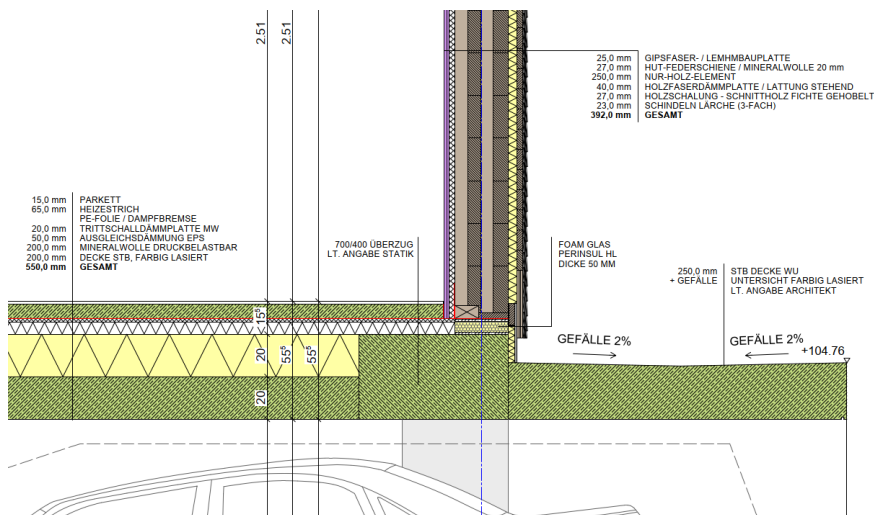 2.51
2.51
25,0 mm GIPSFASER- / LEMHMBAUPLATTE
27,0 mm HUT-FEDERSCHIENE / MINERALWOLLE 20 mm
250,0 mm NUR-HOLZ-ELEMENT
40,0 mm HOLZFASERDÄMMPLATTE / LATTUNG STEHEND
27,0 mm HOLZSCHALUNG - SCHNITTHOLZ FICHTE GEHOBELT
23,0 mm SCHINDELN LÄRCHE (3-FACH)
392,0 mm GESAMT
15,0 mm PARKETT
65,0 mm HEIZESTRICH
PE-FOLIE / DAMPFBREMSE
20,0 mm TRITTSCHALLDÄMMPLATTE MW
50,0 mm AUSGLEICHSDÄMMUNG EPS
200,0 mm MINERALWOLLE DRUCKBELASTBAR
200,0 mm DECKE STB, FARBIG LASIERT
550,0 mm GESAMT
700/400 ÜBERZUG
LT. ANGABE STATIK
FOAM GLAS
PERINSUL HL
DICKE 50 MM
250,0 mm STB DECKE WU
+ GEFÄLLE UNTERSICHT FARBIG LASIERT
LT. ANGABE ARCHITEKT
15⁵
20
55⁵
55⁵
20
GEFÄLLE 2%
GEFÄLLE 2%
+104.76